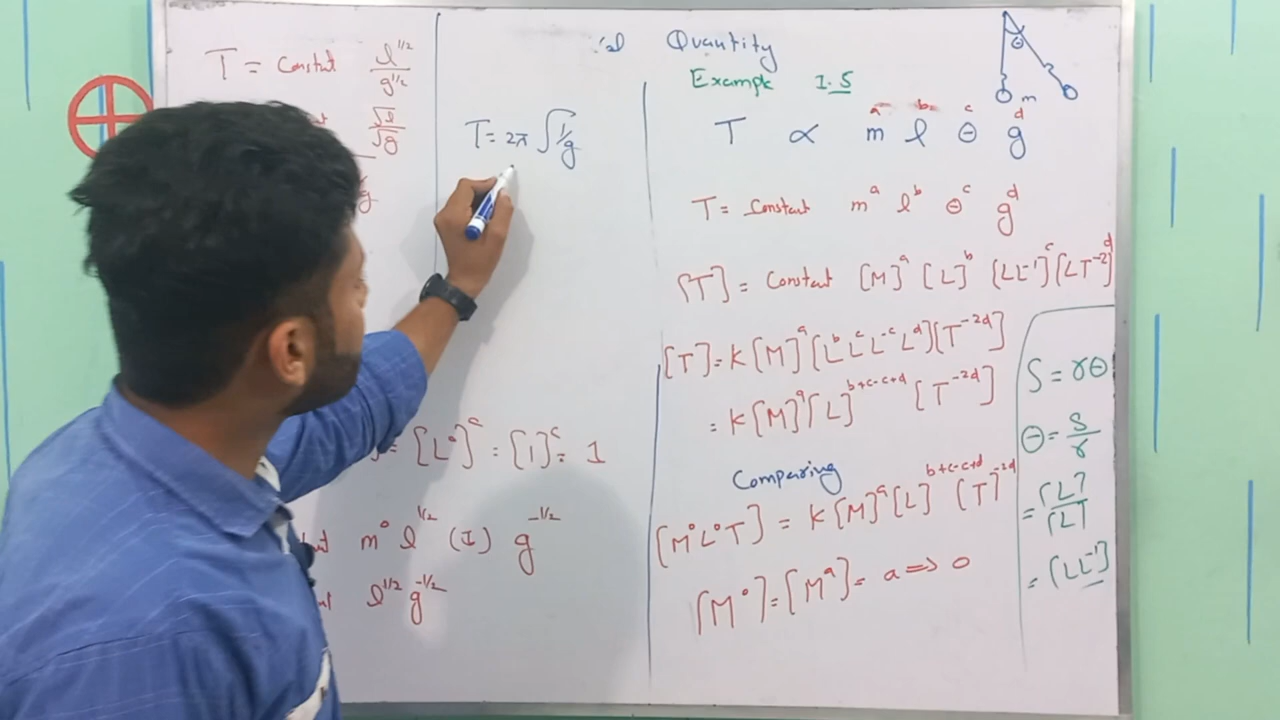 T = Constant l^1/2 / g^1/2
√l / √g
g
T = 2π √l/g
[L°]^c = [1]^c = 1
m° l^1/2 (1) g^-1/2
l^1/2 g^-1/2
Quantity
Example 1.5
θ
m
T ∝ m^a l^b θ^c g^d
T = Constant m^a l^b θ^c g^d
[T] = Constant [M]^a [L]^b [LL^-1]^c [LT^-2]^d
[T] = K [M]^a [L^b L^c L^-c L^d] [T^-2d]
= K [M]^a [L]^b+c-c+d [T^-2d]
Comparing
[M°L°T] = K [M]^a [L]^b+c-c+d [T]^-2d
[M°] = [M^a] = a => 0
S = rθ
θ = S/r
= [L]/[L]
= [LL^-1]